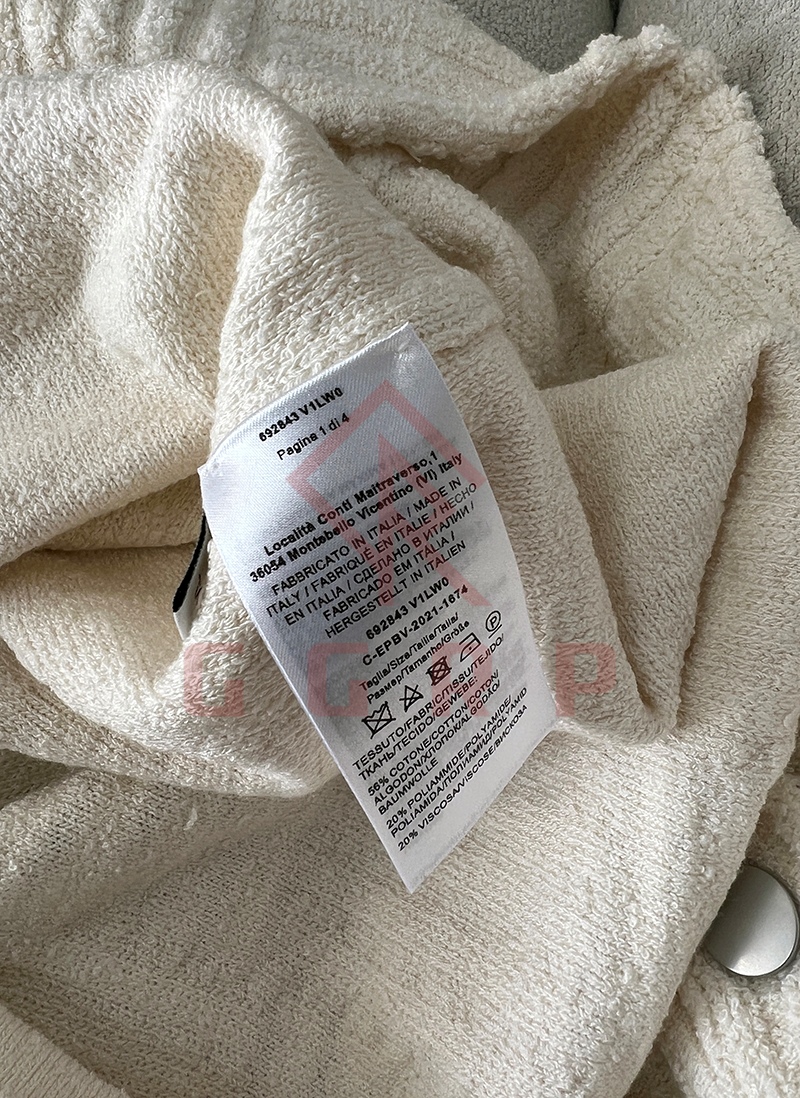 692843 V1LW0
Pagina 1 di 4
Località Conti Maltraverso,1
36054 Montebello Vicentino (VI) Italy
FABBRICATO IN ITALIA / MADE IN
ITALY / FABRIQUÉ EN ITALIE / HECHO
EN ITALIA / СДЕЛАНО В ИТАЛИИ /
FABRICADO EM ITÁLIA /
HERGESTELLT IN ITALIEN
692843 V1LW0
C-EPBV-2021-1674
Taglia/Size/Taille/Talla/
Размер/Tamanho/Größe
P
TESSUTO/FABRIC/TISSU/TEJIDO/
ТКАНЬ/TECIDO/GEWEBE:
56% COTONE/COTTON/COTON/
ALGODON/ХЛОПОК/ALGODÃO/
BAUMWOLLE
20% POLIAMMIDE/POLYAMIDE/
POLIAMIDA/ПОЛИАМИД/POLYAMID
20% VISCOSA/VISCOSE/ВИСКОЗА
GGOP